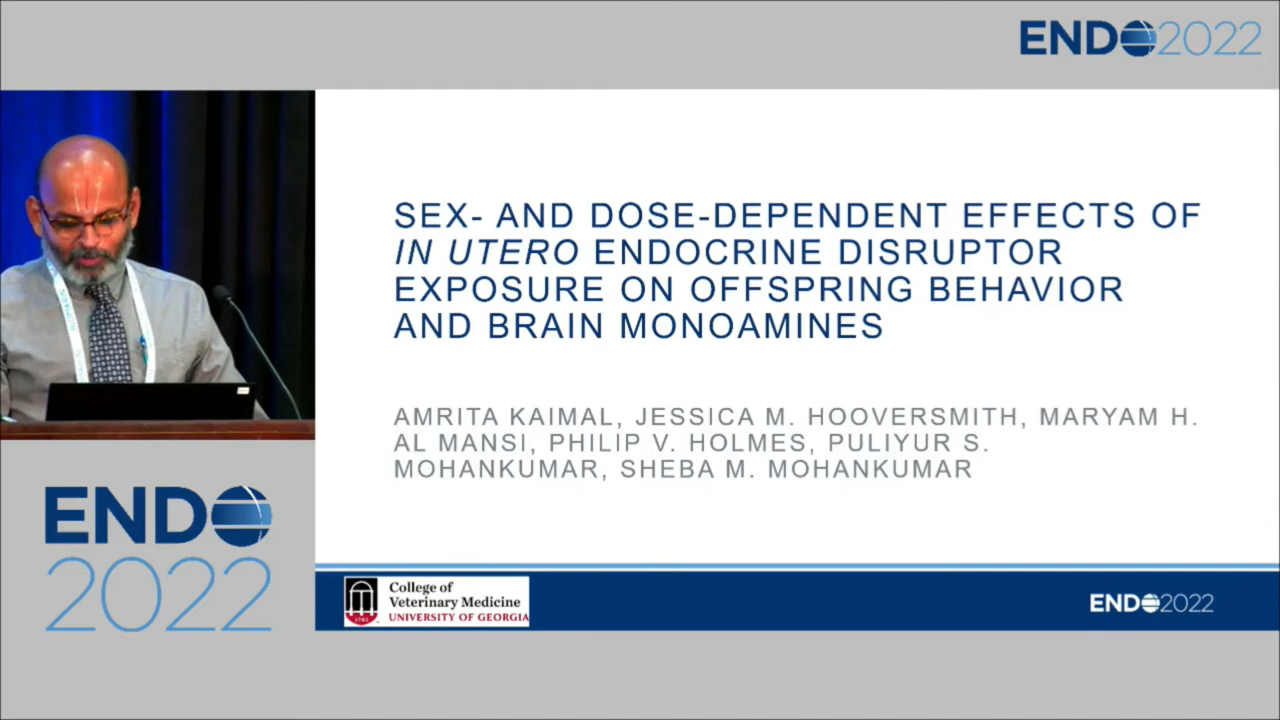 ENDO2022
SEX- AND DOSE-DEPENDENT EFFECTS OF
IN UTERO ENDOCRINE DISRUPTOR
EXPOSURE ON OFFSPRING BEHAVIOR
AND BRAIN MONOAMINES
AMRITA KAIMAL, JESSICA M. HOOVERSMITH, MARYAM H.
AL MANSI, PHILIP V. HOLMES, PULIYUR S.
MOHANKUMAR, SHEBA M. MOHANKUMAR
ENDO
2022
1785
College of
Veterinary Medicine
UNIVERSITY OF GEORGIA
ENDO2022